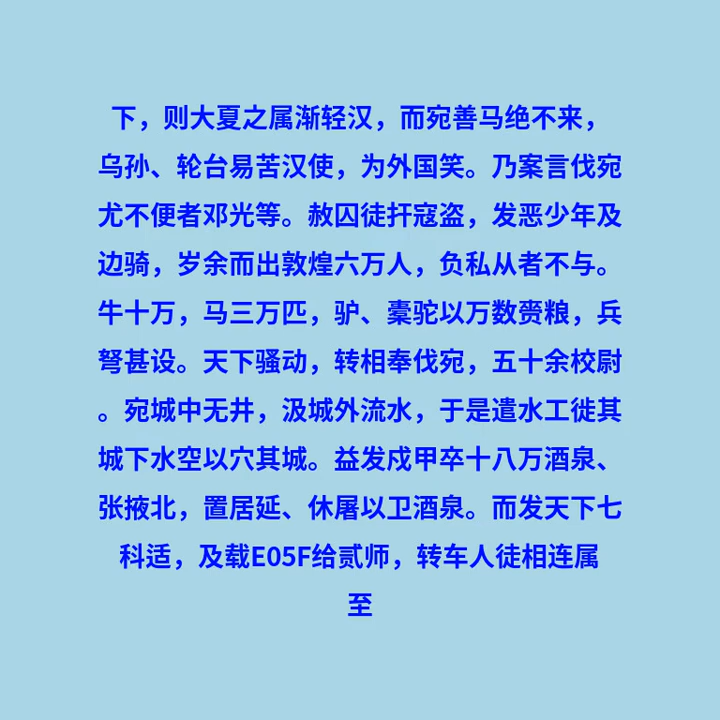 下，则大夏之属渐轻汉，而宛善马绝不来，
乌孙、轮台易苦汉使，为外国笑。乃案言伐宛
尤不便者邓光等。赦囚徒扞寇盗，发恶少年及
边骑，岁余而出敦煌六万人，负私从者不与。
牛十万，马三万匹，驴、橐驼以万数赍粮，兵
弩甚设。天下骚动，转相奉伐宛，五十余校尉
。宛城中无井，汲城外流水，于是遣水工徙其
城下水空以穴其城。益发戍甲卒十八万酒泉、
张掖北，置居延、休屠以卫酒泉。而发天下七
科适，及载E05F给贰师，转车人徒相连属
至